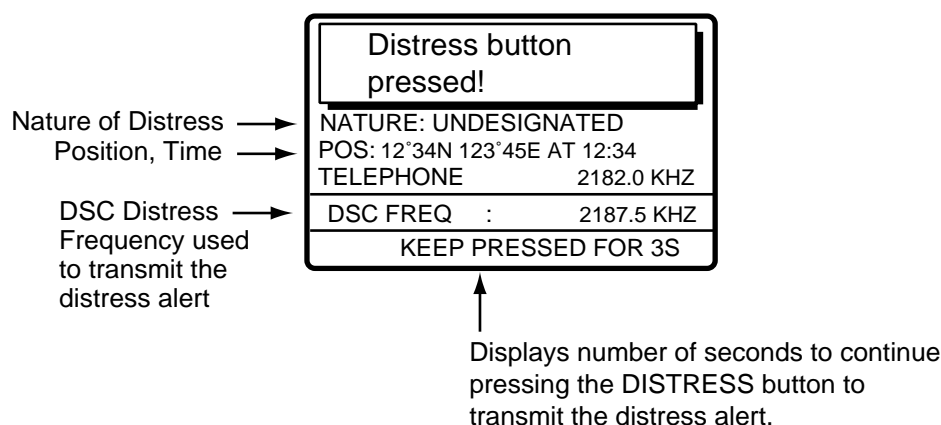 Distress button
pressed!
Nature of Distress
NATURE: UNDESIGNATED
Position, Time
POS: 12˚34N 123˚45E AT 12:34
TELEPHONE 2182.0 KHZ
DSC Distress
Frequency used
to transmit the
distress alert
DSC FREQ : 2187.5 KHZ
KEEP PRESSED FOR 3S
Displays number of seconds to continue
pressing the DISTRESS button to
transmit the distress alert.